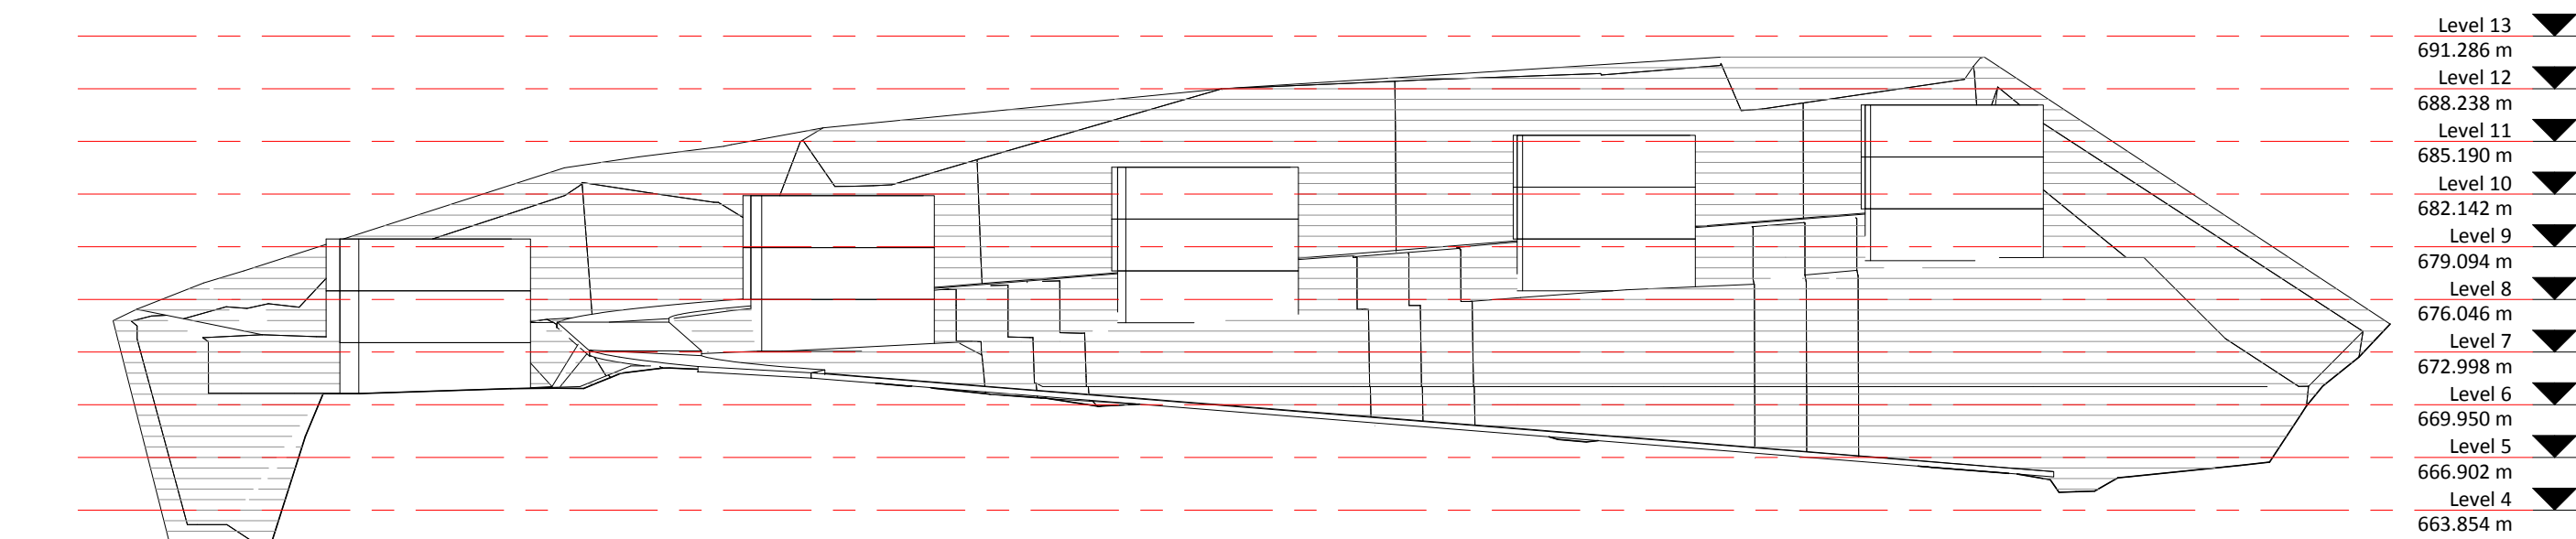 Level 13
691.286 m
Level 12
688.238 m
Level 11
685.190 m
Level 10
682.142 m
Level 9
679.094 m
Level 8
676.046 m
Level 7
672.998 m
Level 6
669.950 m
Level 5
666.902 m
Level 4
663.854 m